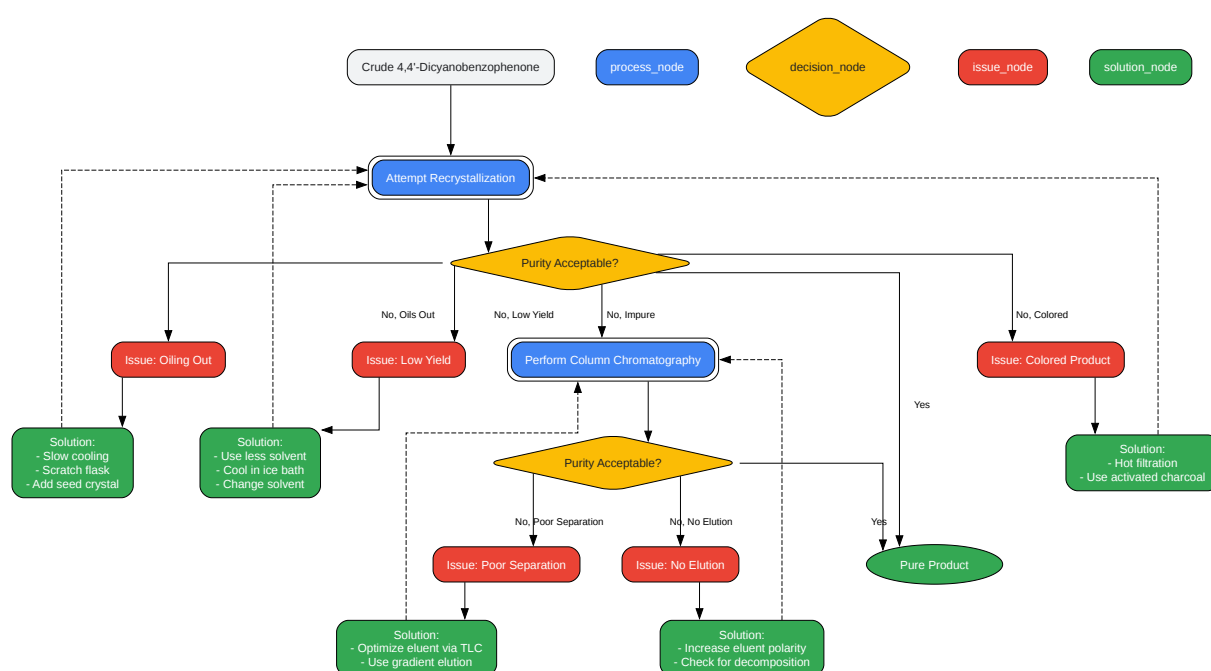 Crude 4,4'-Dicyanobenzophenone
process_node
decision_node
issue_node
solution_node
Attempt Recrystallization
Purity Acceptable?
No, Oils Out
No, Low Yield
No, Impure
No, Colored
Issue: Oiling Out
Issue: Low Yield
Perform Column Chromatography
Issue: Colored Product
Yes
Solution:
- Slow cooling
- Scratch flask
- Add seed crystal
Solution:
- Use less solvent
- Cool in ice bath
- Change solvent
Purity Acceptable?
Solution:
- Hot filtration
- Use activated charcoal
No, Poor Separation
No, No Elution
Yes
Issue: Poor Separation
Issue: No Elution
Pure Product
Solution:
- Optimize eluent via TLC
- Use gradient elution
Solution:
- Increase eluent polarity
- Check for decomposition